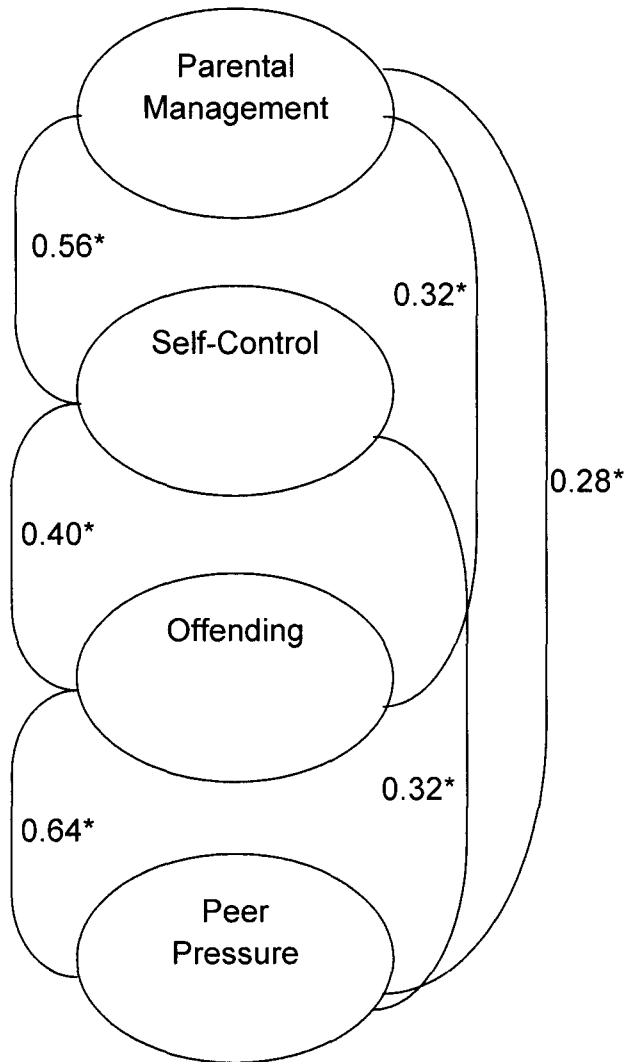 Parental
Management
0.56*
0.32*
Self-Control
0.28*
0.40*
Offending
0.32*
0.64*
Peer
Pressure